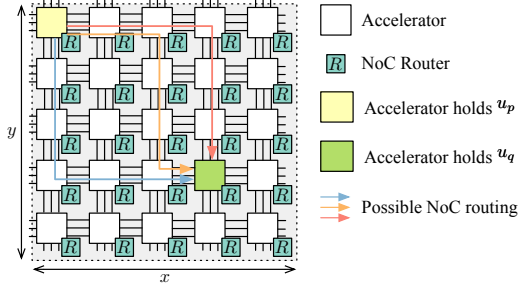 R R R R R
R R R R R
R R R R R
R R R R R
R R R R R
y
x
Accelerator
R NoC Router
Accelerator holds u_p
Accelerator holds u_q
Possible NoC routing